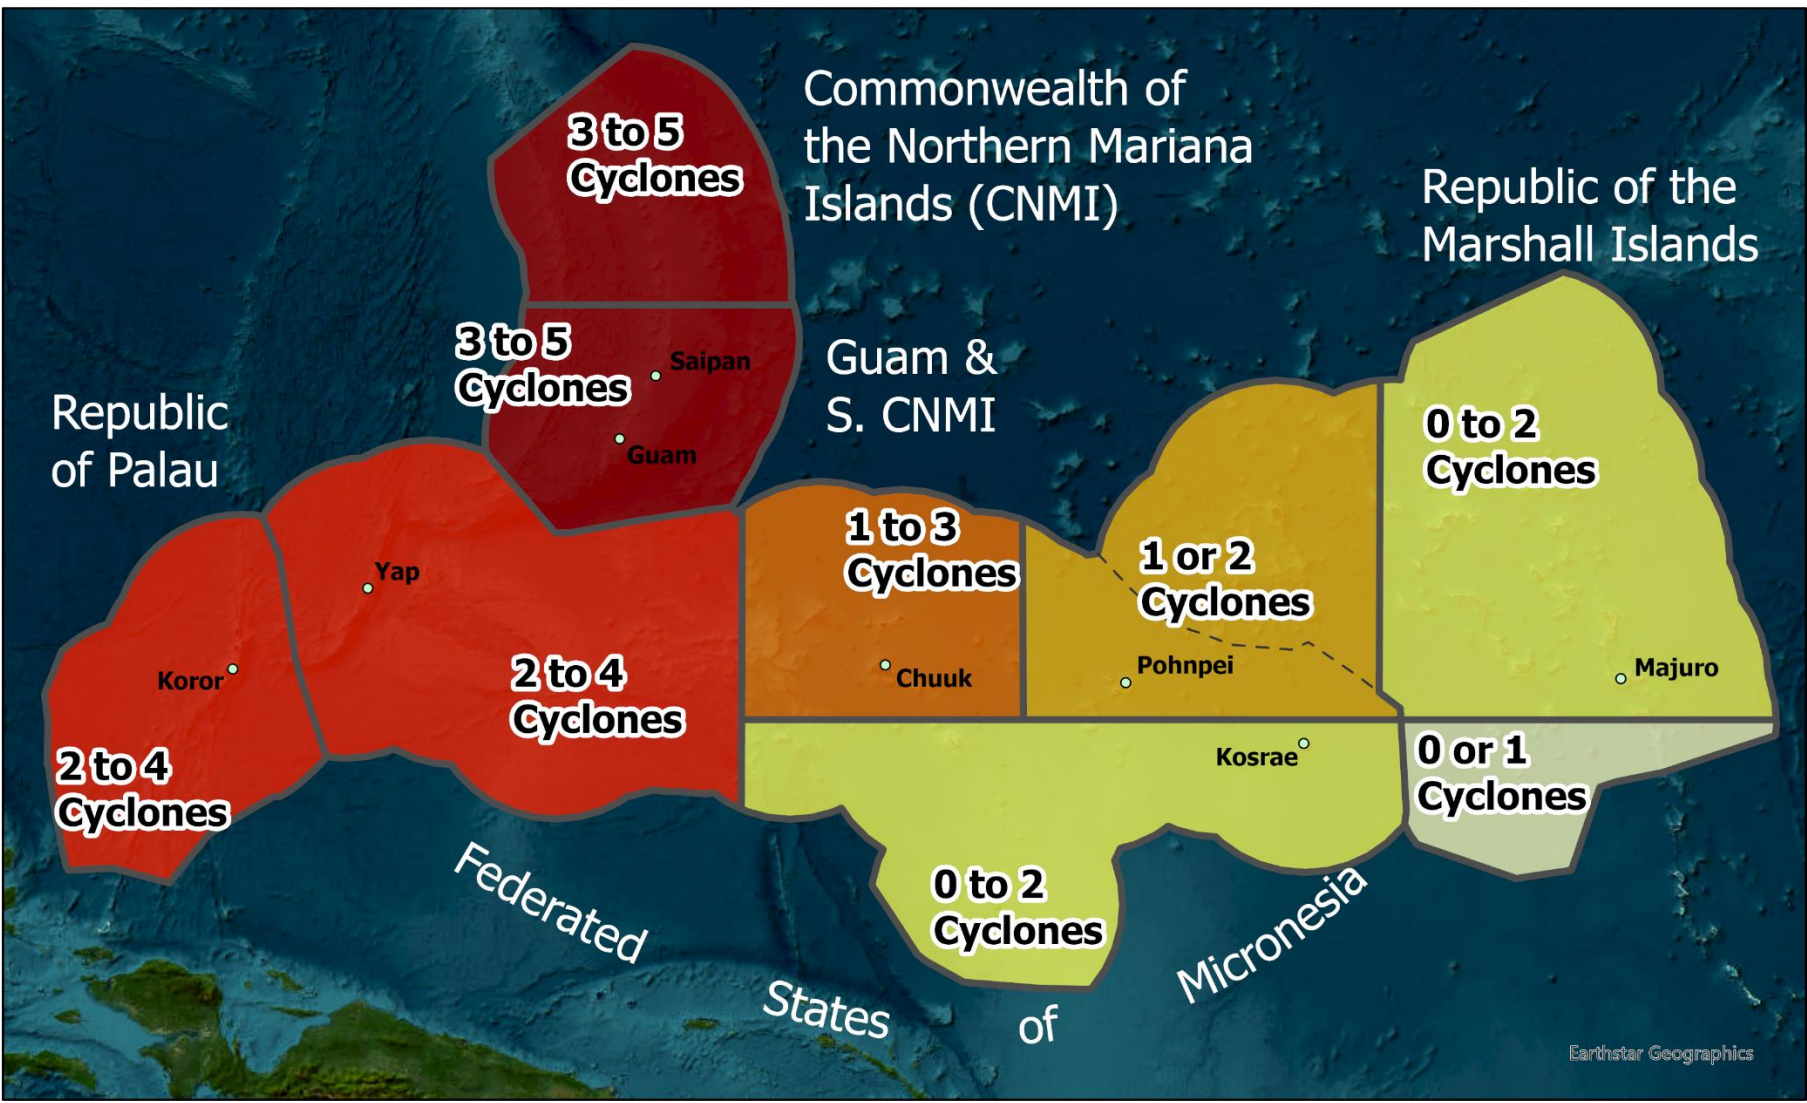 Commonwealth of
the Northern Mariana
Islands (CNMI)
3 to 5
Cyclones
Republic of the
Marshall Islands
3 to 5
Cyclones
Saipan
Guam
Guam &
S. CNMI
Republic
of Palau
0 to 2
Cyclones
1 to 3
Cyclones
1 or 2
Cyclones
Yap
Koror
2 to 4
Cyclones
Chuuk
Pohnpei
Majuro
2 to 4
Cyclones
Kosrae
0 or 1
Cyclones
0 to 2
Cyclones
Federated
States
of
Micronesia
Earthstar Geographics